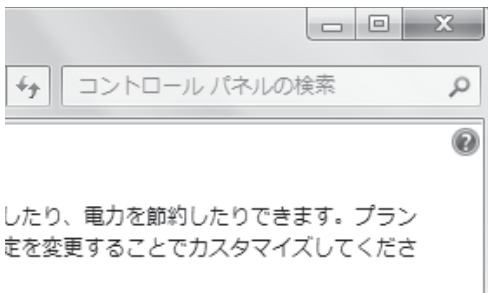 コントロール パネルの検索
したり、電力を節約したりできます。プラン
定を変更することでカスタマイズしてくださ